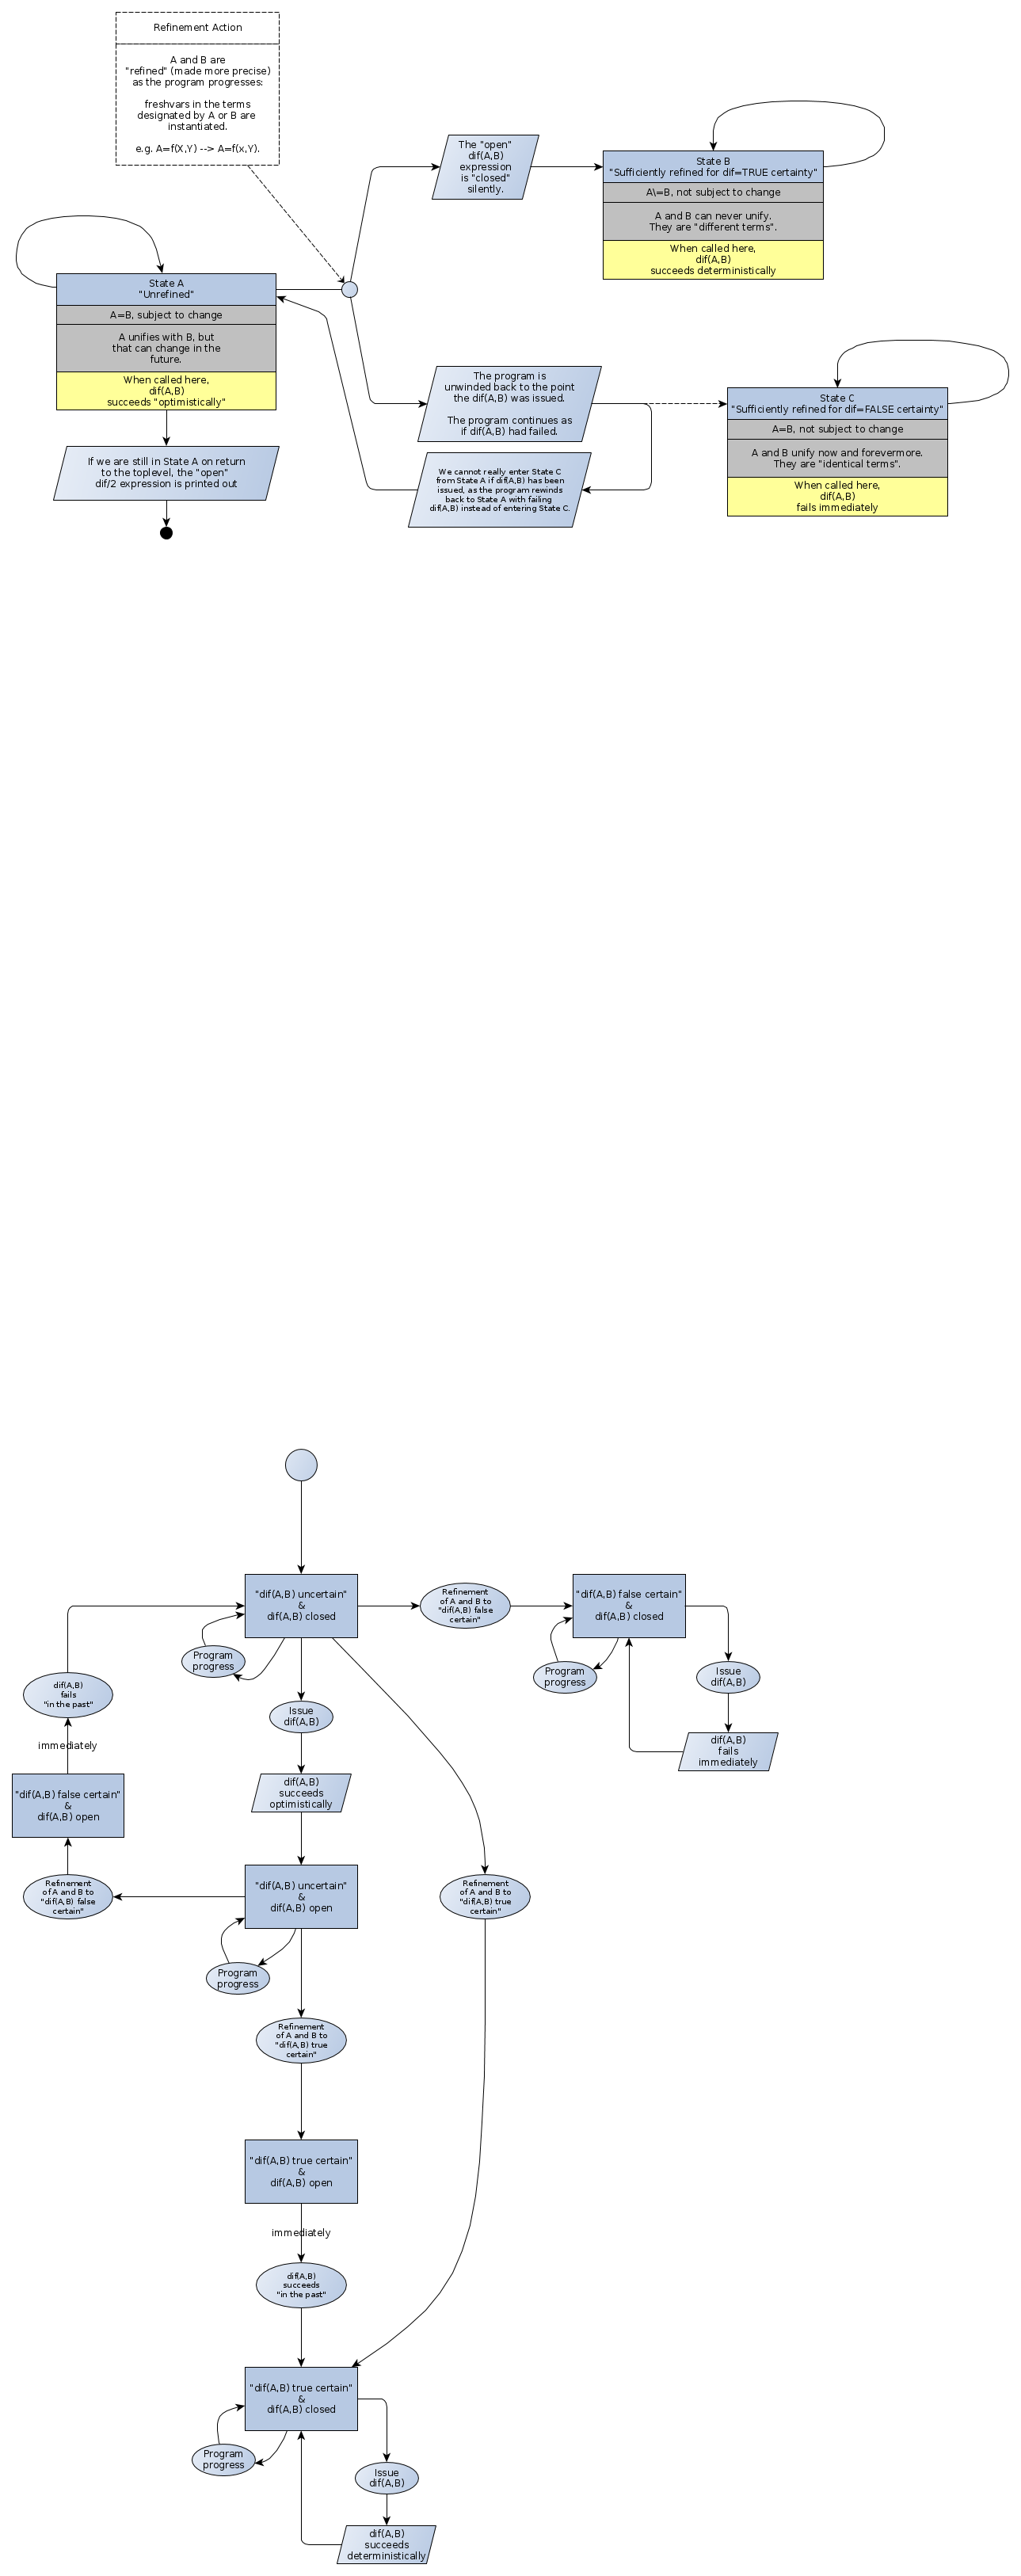 Refinement Action
A and B are
"refined" (made more precise)
as the program progresses:
freshvars in the terms
designated by A or B are
instantiated.
e.g. A=f(X,Y) --> A=f(x,Y).
The "open"
dif(A,B)
expression
is "closed"
silently.
State B
"Sufficiently refined for dif=TRUE certainty"
A\=B, not subject to change
A and B can never unify.
They are "different terms".
When called here,
dif(A,B)
succeeds deterministically
State A
"Unrefined"
A=B, subject to change
A unifies with B, but
that can change in the
future.
When called here,
dif(A,B)
succeeds "optimistically"
The program is
unwinded back to the point
the dif(A,B) was issued.
The program continues as
if dif(A,B) had failed.
State C
"Sufficiently refined for dif=FALSE certainty"
A=B, not subject to change
A and B unify now and forevermore.
They are "identical terms".
When called here,
dif(A,B)
fails immediately
If we are still in State A on return
to the toplevel, the "open"
dif/2 expression is printed out
We cannot really enter State C
from State A if dif(A,B) has been
issued, as the program rewinds
back to State A with failing
dif(A,B) instead of entering State C.
"dif(A,B) uncertain"
&
dif(A,B) closed
Refinement
of A and B to
"dif(A,B) false
certain"
"dif(A,B) false certain"
&
dif(A,B) closed
Program
progress
Program
progress
Issue
dif(A,B)
dif(A,B)
fails
"in the past"
Issue
dif(A,B)
immediately
dif(A,B)
fails
immediately
"dif(A,B) false certain"
&
dif(A,B) open
dif(A,B)
succeeds
optimistically
Refinement
of A and B to
"dif(A,B) false
certain"
"dif(A,B) uncertain"
&
dif(A,B) open
Refinement
of A and B to
"dif(A,B) true
certain"
Program
progress
Refinement
of A and B to
"dif(A,B) true
certain"
"dif(A,B) true certain"
&
dif(A,B) open
immediately
dif(A,B)
succeeds
"in the past"
"dif(A,B) true certain"
&
dif(A,B) closed
Program
progress
Issue
dif(A,B)
dif(A,B)
succeeds
deterministically